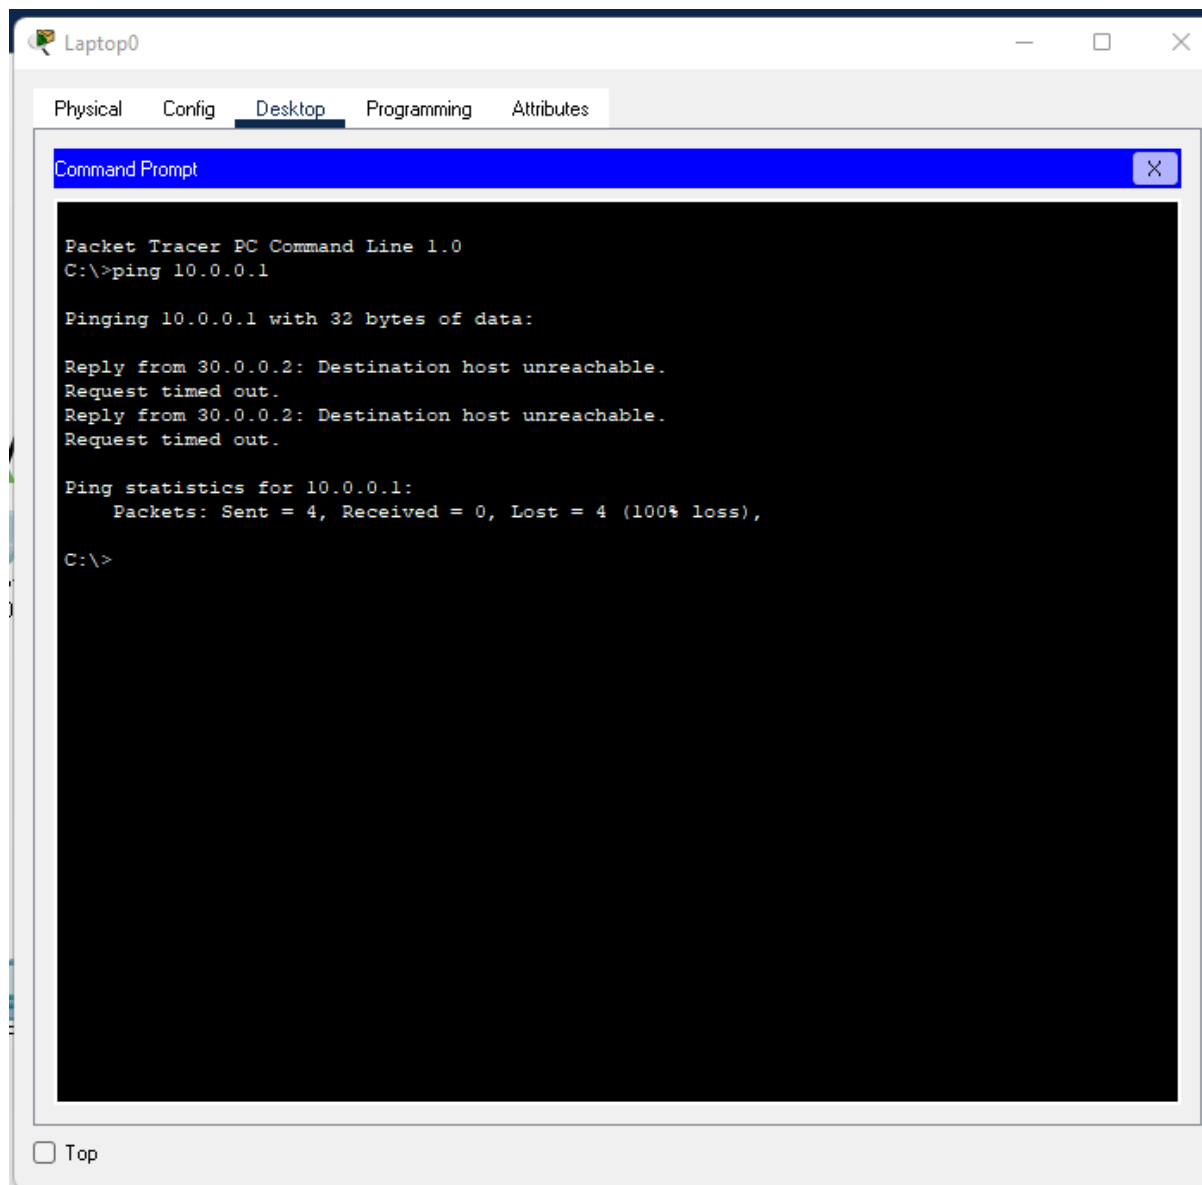 Laptop0
Physical Config Desktop Programming Attributes
Command Prompt X
Packet Tracer PC Command Line 1.0
C:\>ping 10.0.0.1
Pinging 10.0.0.1 with 32 bytes of data:
Reply from 30.0.0.2: Destination host unreachable.
Request timed out.
Reply from 30.0.0.2: Destination host unreachable.
Request timed out.
Ping statistics for 10.0.0.1:
    Packets: Sent = 4, Received = 0, Lost = 4 (100% loss),
C:\>
Top